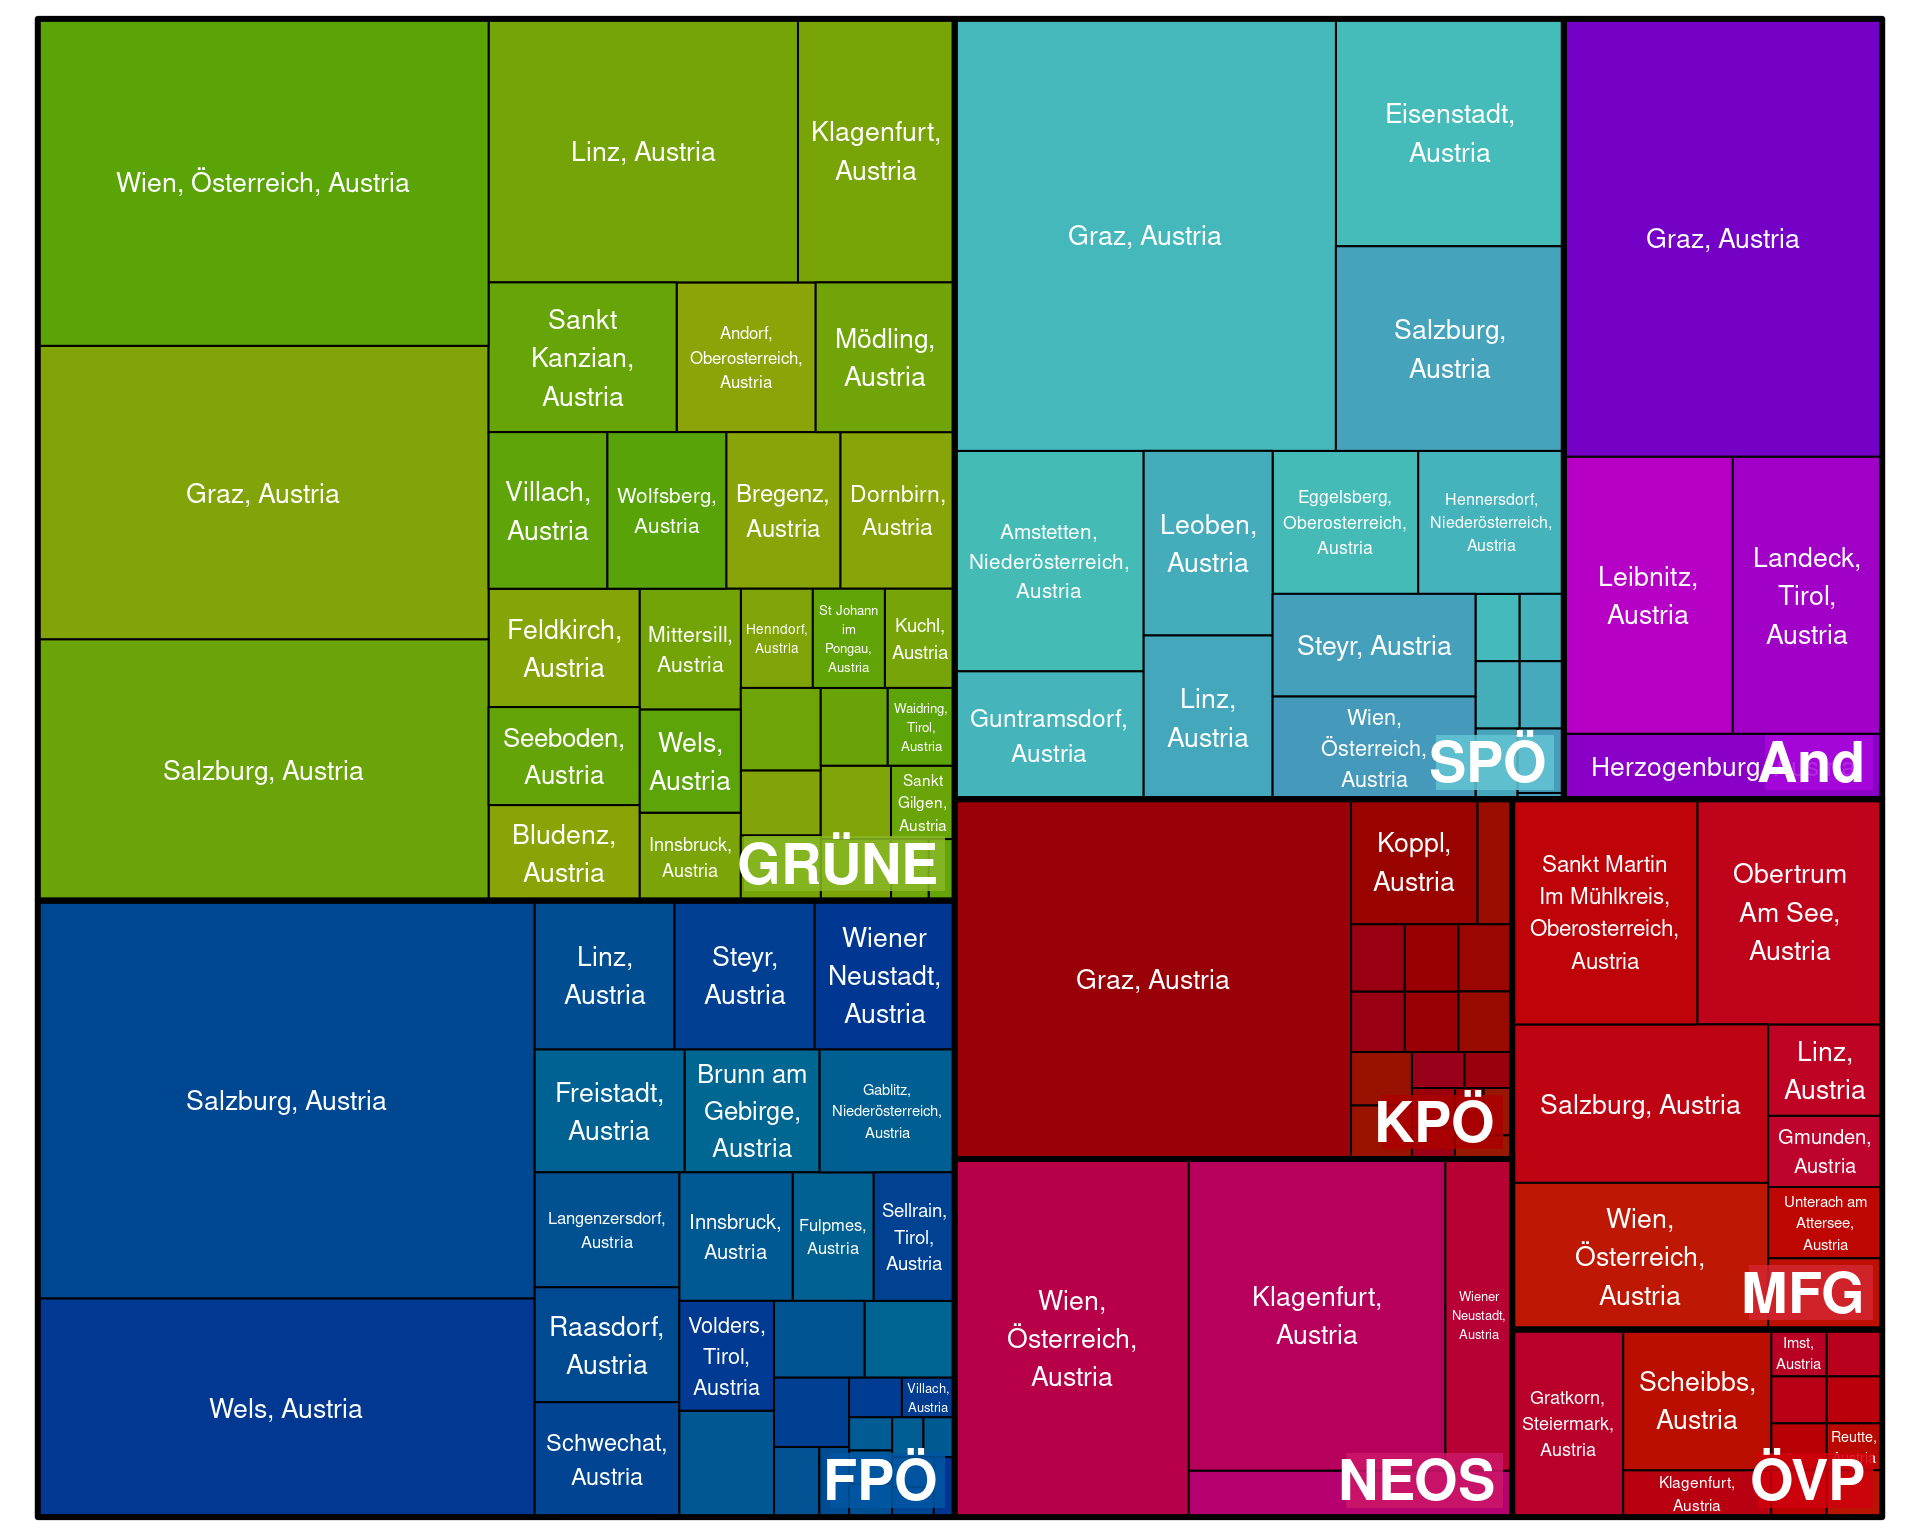 Wien, Österreich, Austria
Graz, Austria
Salzburg, Austria
Linz, Austria
Klagenfurt,
Austria
Sankt
Kanzian,
Austria
Andorf,
Oberosterreich,
Austria
Mödling,
Austria
Villach,
Austria
Wolfsberg,
Austria
Bregenz,
Austria
Dornbirn,
Austria
Feldkirch,
Austria
Mittersill,
Austria
Henndorf,
Austria
St Johann
im
Pongau,
Austria
Kuchl,
Austria
Seeboden,
Austria
Wels,
Austria
Waidring,
Tirol,
Austria
Sankt
Gilgen,
Austria
Bludenz,
Austria
Innsbruck,
Austria
GRÜNE
Salzburg, Austria
Wels, Austria
Linz,
Austria
Steyr,
Austria
Wiener
Neustadt,
Austria
Freistadt,
Austria
Brunn am
Gebirge,
Austria
Gablitz,
Niederösterreich,
Austria
Langenzersdorf,
Austria
Innsbruck,
Austria
Fulpmes,
Austria
Sellrain,
Tirol,
Austria
Raasdorf,
Austria
Volders,
Tirol,
Austria
Villach,
Austria
Schwechat,
Austria
FPÖ
Graz, Austria
Eisenstadt,
Austria
Salzburg,
Austria
Amstetten,
Niederösterreich,
Austria
Leoben,
Austria
Eggelsberg,
Oberosterreich,
Austria
Hennersdorf,
Niederösterreich,
Austria
Steyr, Austria
Guntramsdorf,
Austria
Linz,
Austria
Wien,
Österreich,
Austria
SPÖ
Graz, Austria
Leibnitz,
Austria
Landeck,
Tirol,
Austria
Herzogenburg
And
Graz, Austria
Koppl,
Austria
KPÖ
Wien,
Österreich,
Austria
Klagenfurt,
Austria
Wiener
Neustadt,
Austria
NEOS
Sankt Martin
Im Mühlkreis,
Oberosterreich,
Austria
Obertrum
Am See,
Austria
Salzburg, Austria
Linz,
Austria
Gmunden,
Austria
Wien,
Österreich,
Austria
Unterach am
Attersee,
Austria
MFG
Gratkorn,
Steiermark,
Austria
Scheibbs,
Austria
Imst,
Austria
Reutte,
Klagenfurt,
Austria
ÖVP